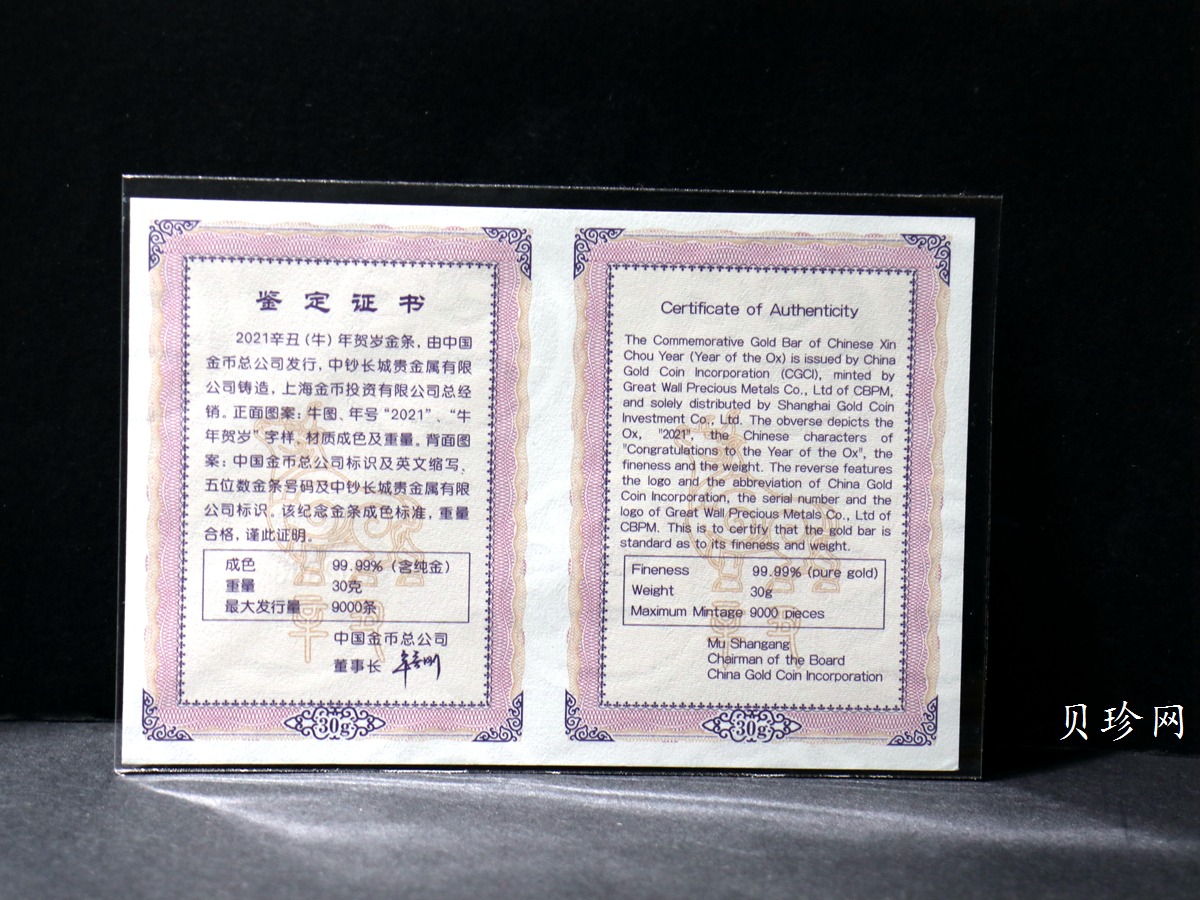 鉴定证书
2021辛丑(牛)年贺岁金条,由中国
金币总公司发行,中钞长城贵金属有限
公司铸造,上海金币投资有限公司总经
销。正面图案:牛图、年号“2021”、“牛
年贺岁”字样、材质成色及重量。背面图
案:中国金币总公司标识及英文缩写、
五位数金条号码及中钞长城贵金属有限
公司标识。该纪念金条成色标准,重量
合格,谨此证明。
成色 99.99%(含纯金)
重量 30克
最大发行量 9000条
中国金币总公司
董事长
30g
Certificate of Authenticity
The Commemorative Gold Bar of Chinese Xin
Chou Year (Year of the Ox) is issued by China
Gold Coin Incorporation (CGCI), minted by
Great Wall Precious Metals Co., Ltd of CBPM,
and solely distributed by Shanghai Gold Coin
Investment Co., Ltd. The obverse depicts the
Ox, "2021", the Chinese characters of
"Congratulations to the Year of the Ox", the
fineness and the weight. The reverse features
the logo and the abbreviation of China Gold
Coin Incorporation, the serial number and the
logo of Great Wall Precious Metals Co., Ltd of
CBPM. This is to certify that the gold bar is
standard as to its fineness and weight.
Fineness 99.99% (pure gold)
Weight 30g
Maximum Mintage 9000 pieces
Mu Shangang
Chairman of the Board
China Gold Coin Incorporation
30g
贝珍网